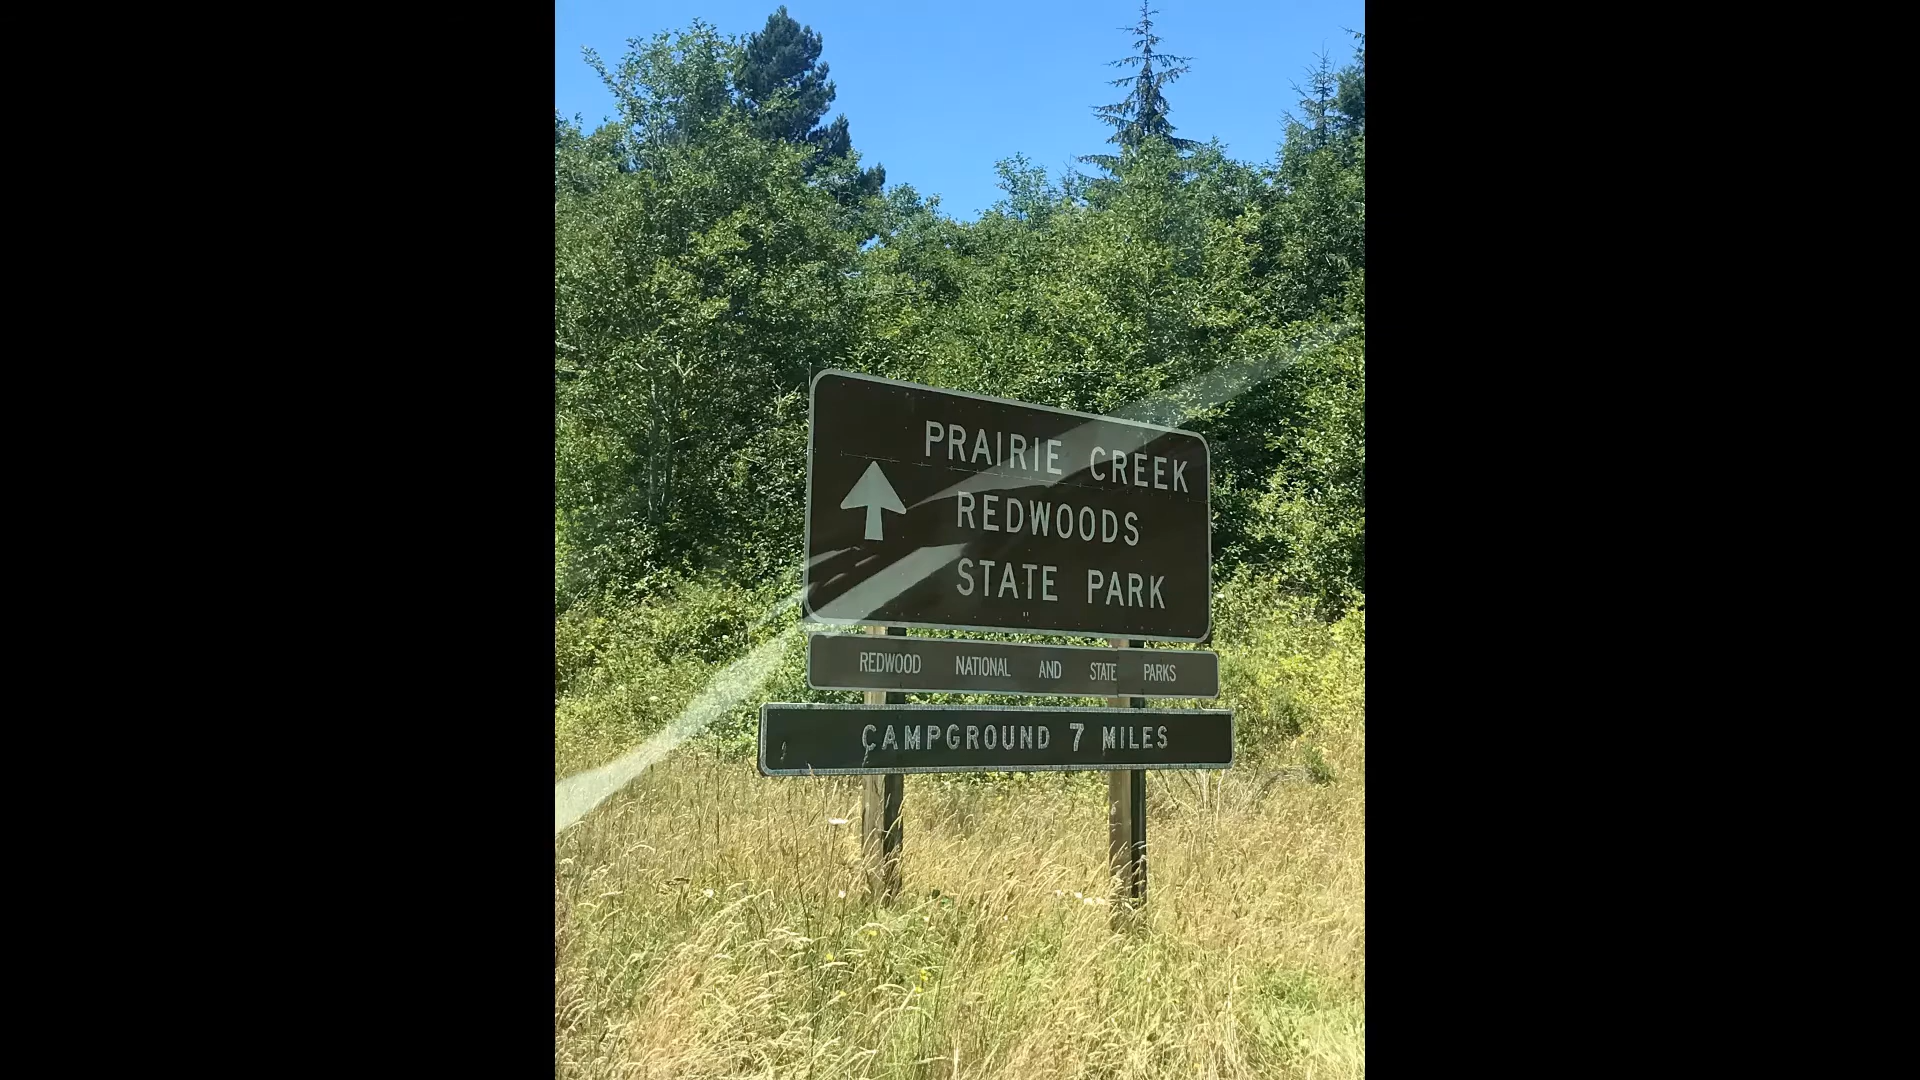 PRAIRIE CREEK
REDWOODS
STATE PARK
REDWOOD NATIONAL AND STATE PARKS
CAMPGROUND 7 MILES